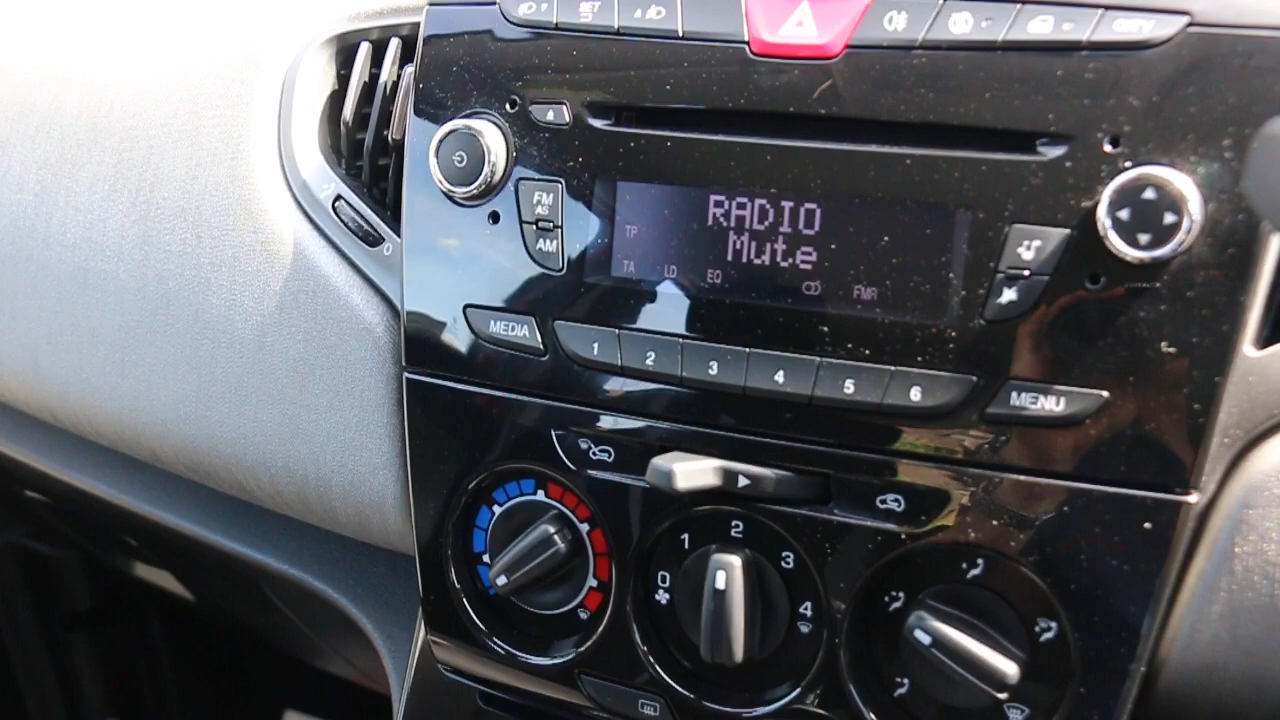 SET
FM
AS
AM
RADIO
Mute
TP
TA LD EQ FMR
MEDIA
1 2 3 4 5 6
MENU
0
0 1 2 3 4